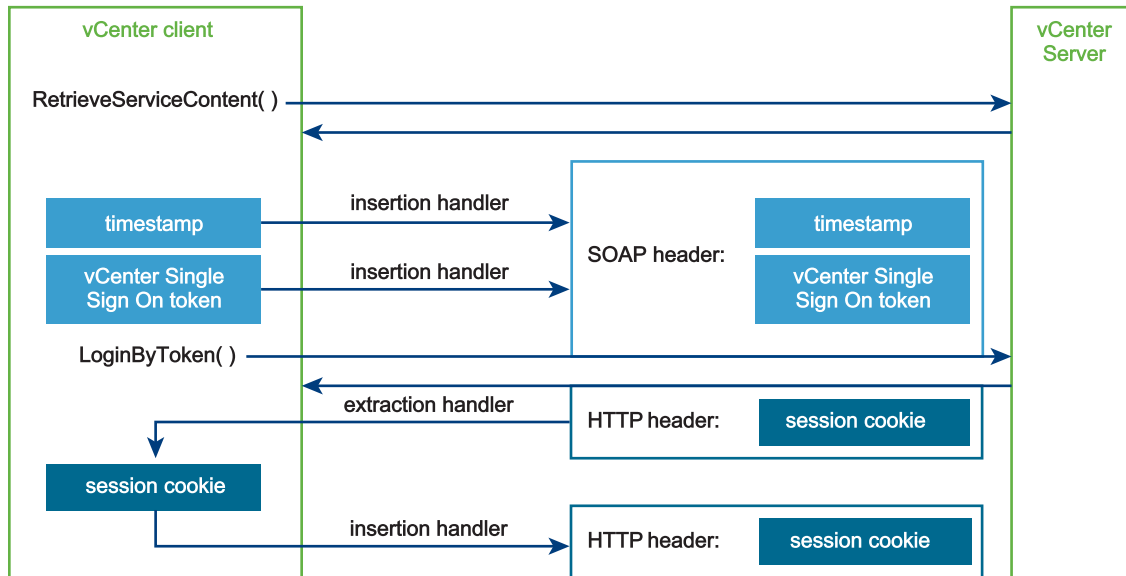 vCenter client
vCenter
Server
RetrieveServiceContent( )
insertion handler
timestamp
timestamp
SOAP header:
insertion handler
vCenter Single
Sign On token
vCenter Single
Sign On token
LoginByToken( )
extraction handler
HTTP header:
session cookie
session cookie
insertion handler
HTTP header:
session cookie